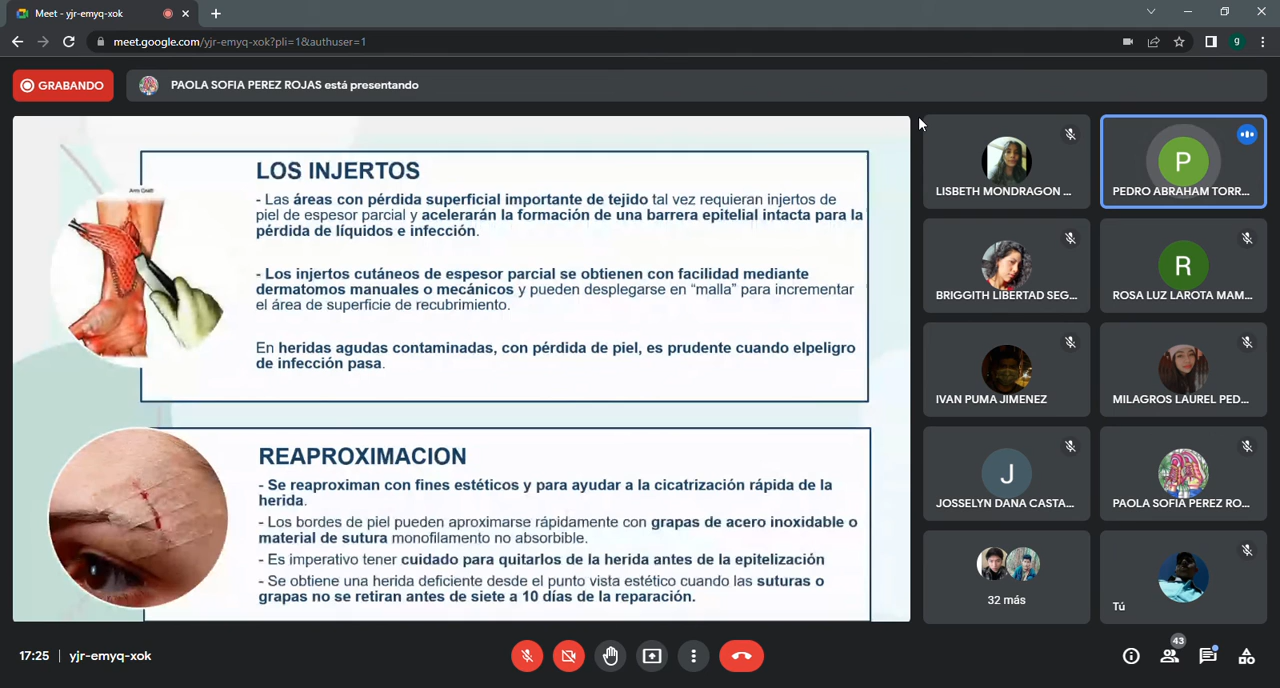 Meet - yjr-emyq-xok
meet.google.com/yjr-emyq-xok?pli=1&authuser=1
g
GRABANDO
PAOLA SOFIA PEREZ ROJAS está presentando
LOS INJERTOS
- Las áreas con pérdida superficial importante de tejido tal vez requieran injertos de
piel de espesor parcial y acelerarán la formación de una barrera epitelial intacta para la
pérdida de líquidos e infección.
- Los injertos cutáneos de espesor parcial se obtienen con facilidad mediante
dermatomos manuales o mecánicos y pueden desplegarse en “malla” para incrementar
el área de superficie de recubrimiento.
En heridas agudas contaminadas, con pérdida de piel, es prudente cuando elpeligro
de infección pasa.
REAPROXIMACION
- Se reaproximan con fines estéticos y para ayudar a la cicatrización rápida de la
herida.
- Los bordes de piel pueden aproximarse rápidamente con grapas de acero inoxidable o
material de sutura monofilamento no absorbible.
- Es imperativo tener cuidado para quitarlos de la herida antes de la epitelización
- Se obtiene una herida deficiente desde el punto vista estético cuando las suturas o
grapas no se retiran antes de siete a 10 días de la reparación.
LISBETH MONDRAGON ...
P
PEDRO ABRAHAM TORR...
BRIGGITH LIBERTAD SEG...
R
ROSA LUZ LAROTA MAM...
IVAN PUMA JIMENEZ
MILAGROS LAUREL PED...
J
JOSSELYN DANA CASTA...
PAOLA SOFIA PEREZ RO...
32 más
Tú
17:25 | yjr-emyq-xok
43